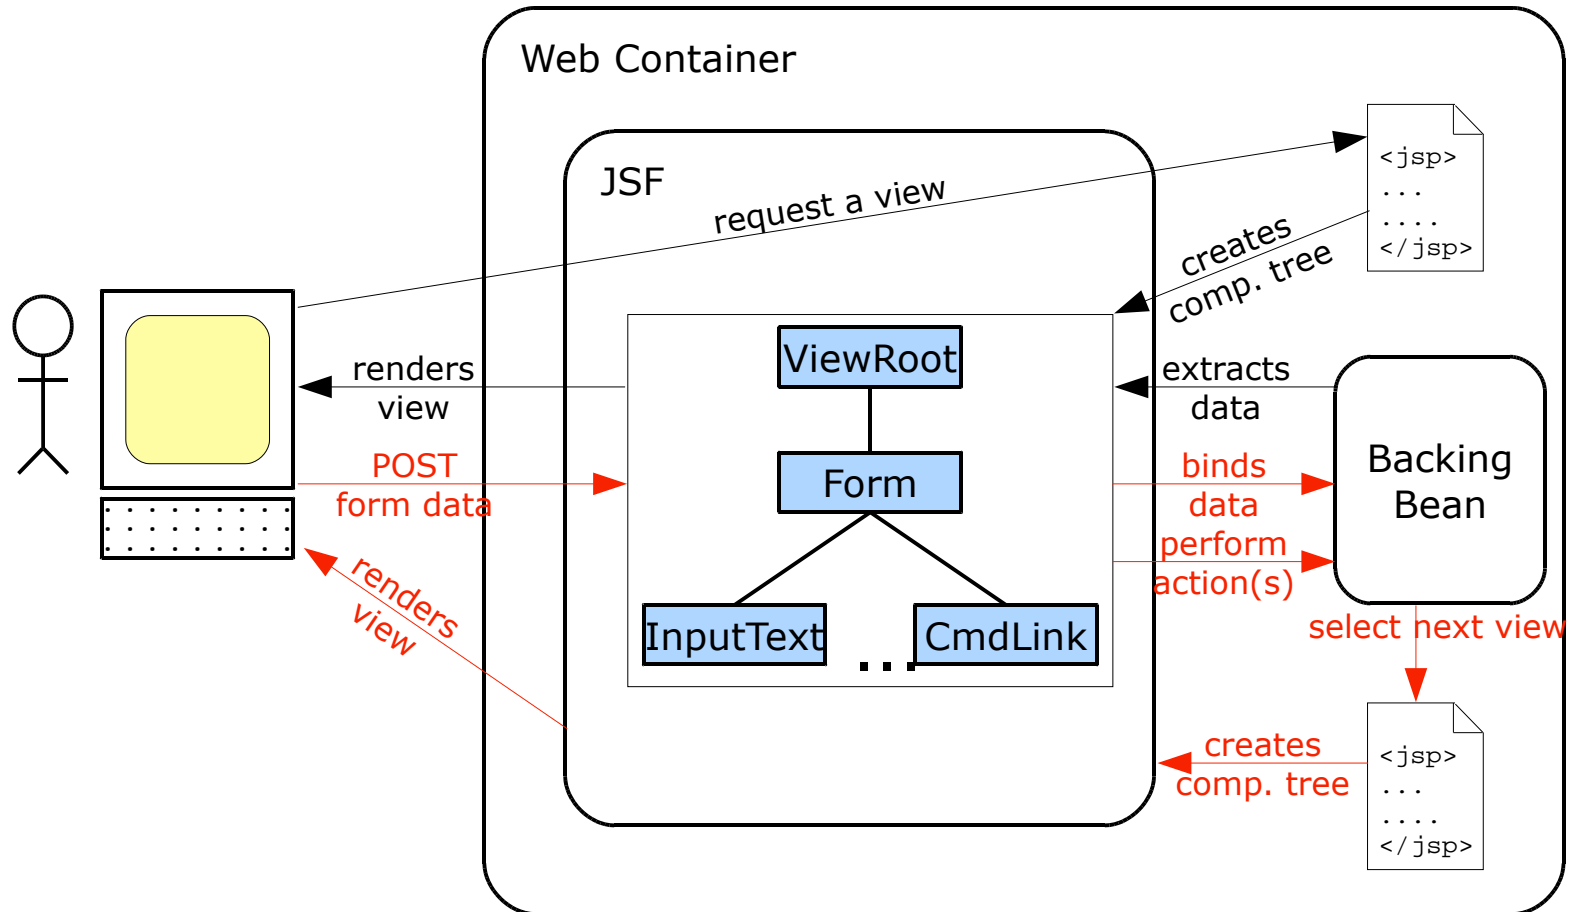 Web Container
JSF
request a view
<jsp>
...
....
</jsp>
creates
comp. tree
ViewRoot
renders
view
extracts
data
Backing
Bean
POST
form data
Form
binds
data
perform
action(s)
renders
view
InputText
...
CmdLink
select next view
creates
comp. tree
<jsp>
...
....
</jsp>